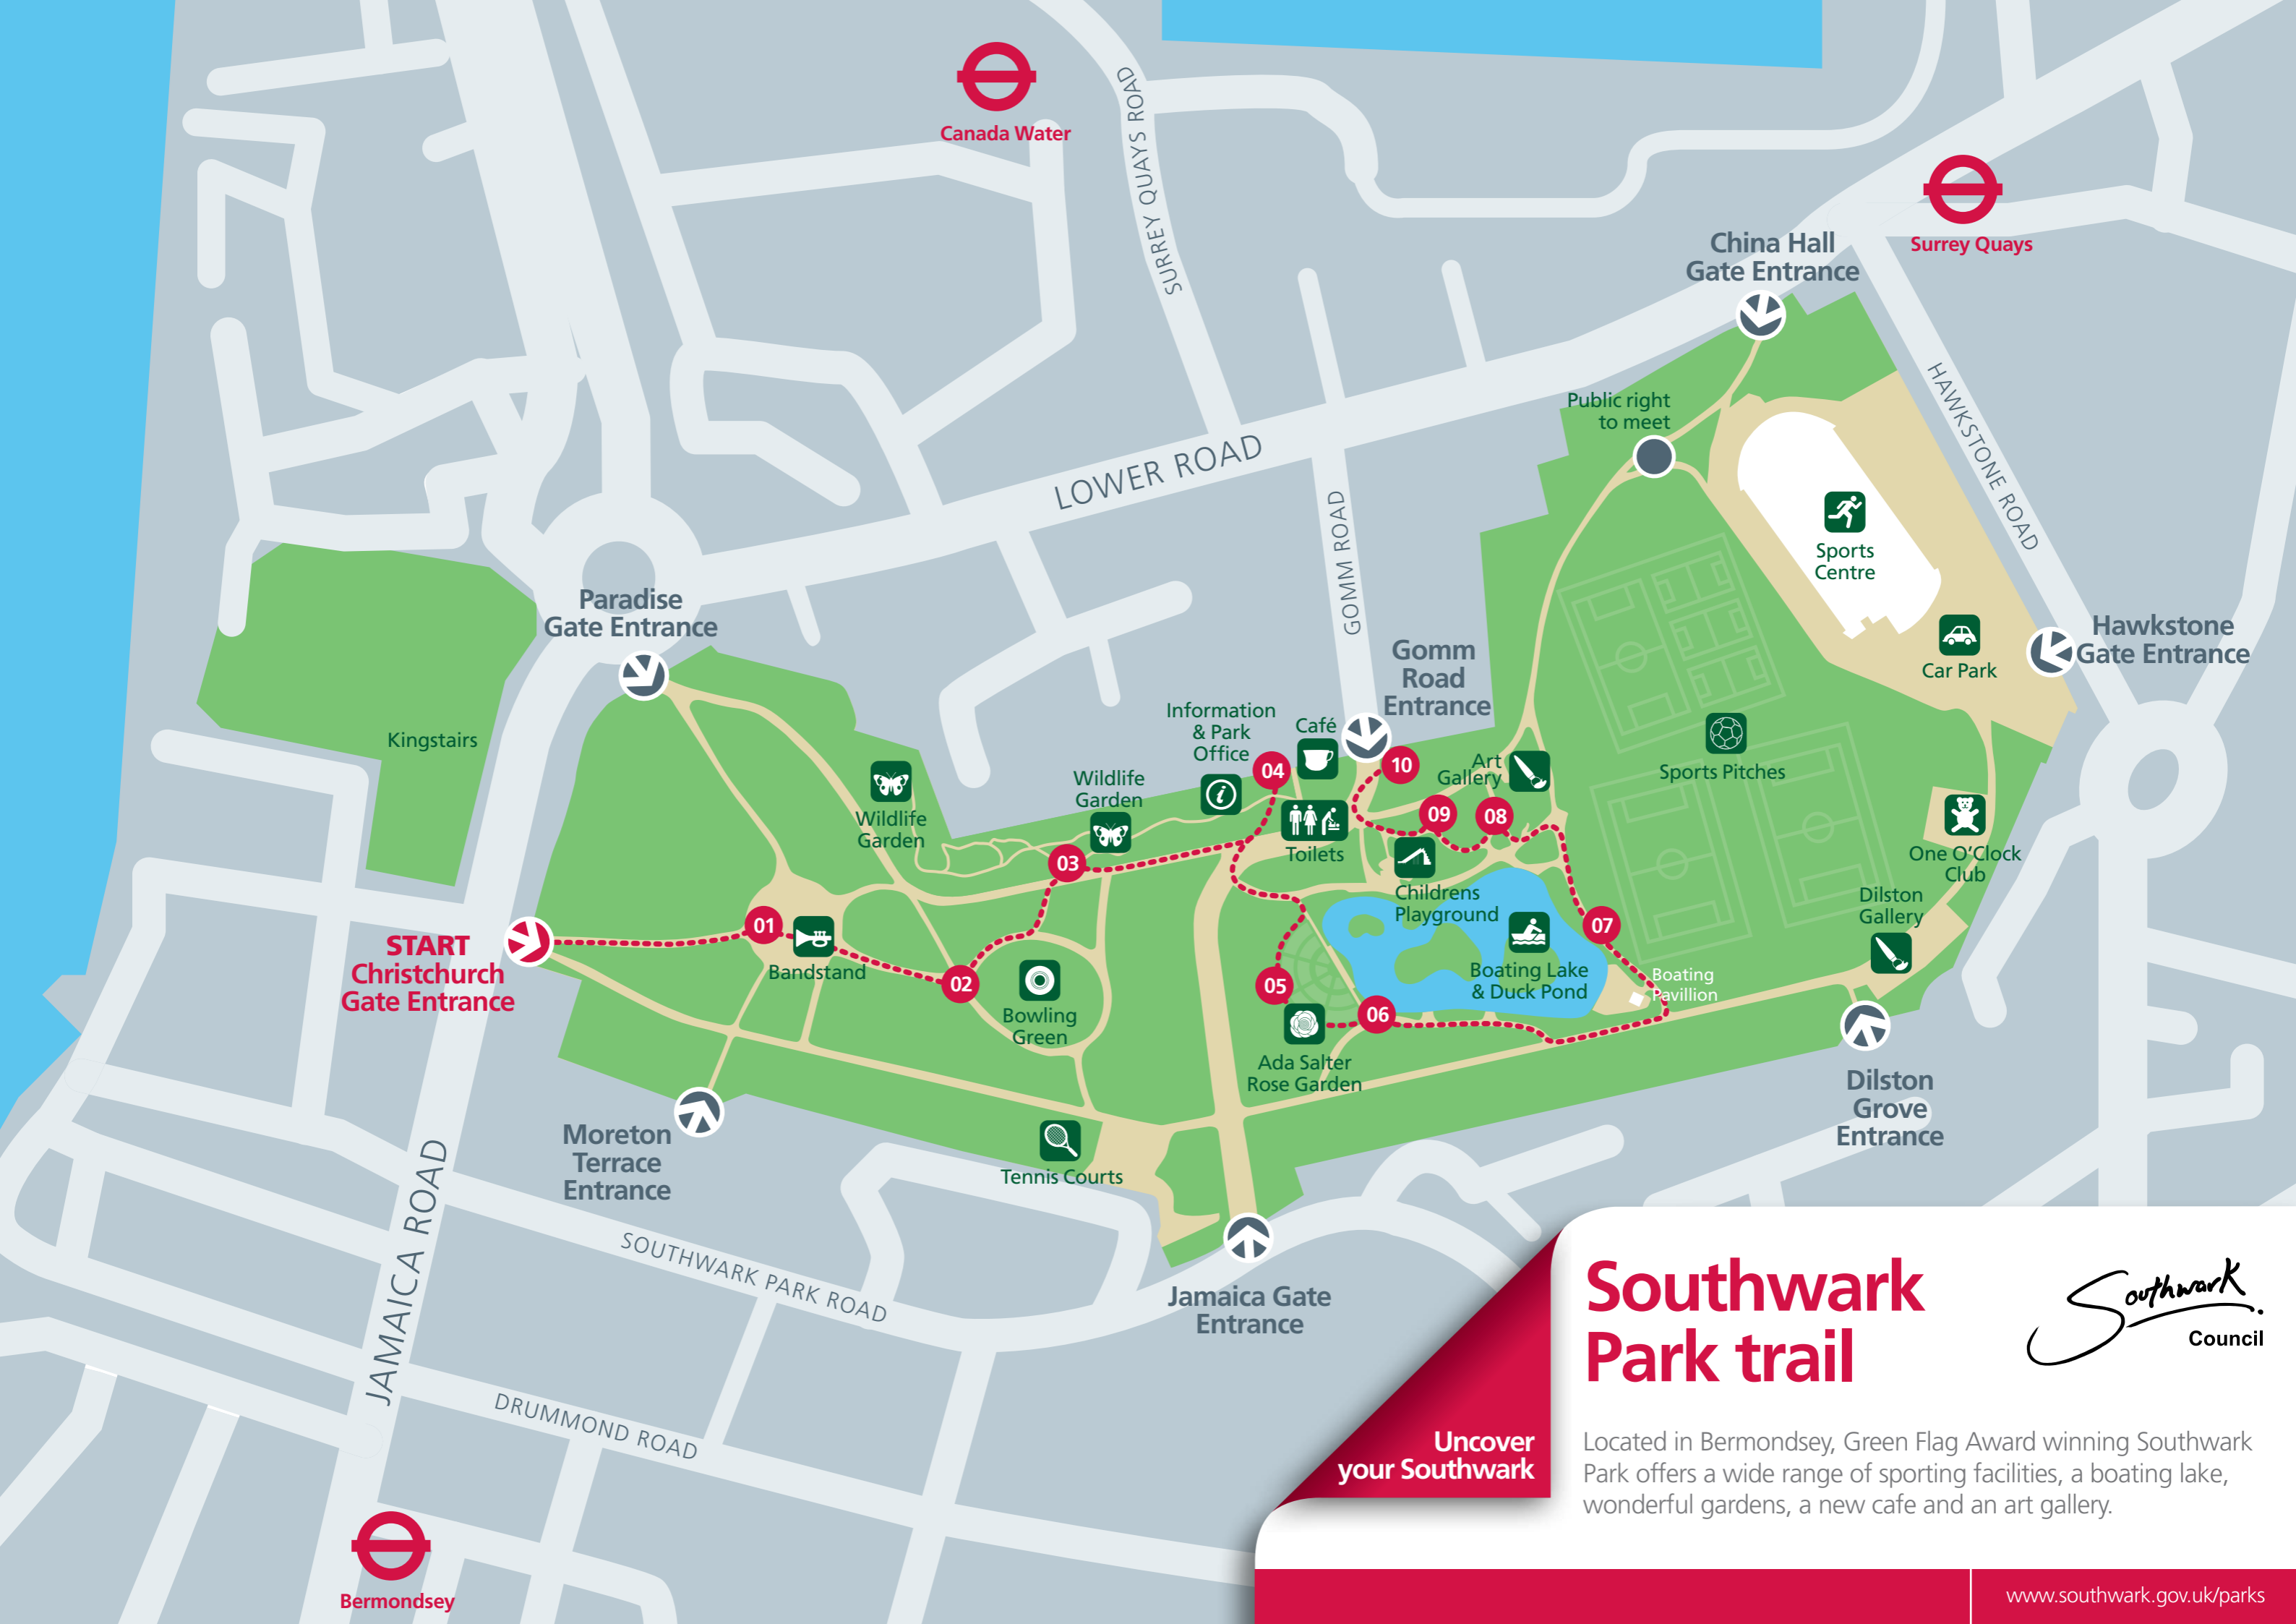 Canada Water
SURREY QUAYS ROAD
Surrey Quays
China Hall
Gate Entrance
HAWKSTONE ROAD
Public right
to meet
LOWER ROAD
GOMM ROAD
Sports
Centre
Paradise
Gate Entrance
Hawkstone
Gate Entrance
Car Park
Gomm
Road
Entrance
Kingstairs
Information
& Park
Office
Café
04
10
Art
Gallery
Sports Pitches
Wildlife
Garden
Wildlife
Garden
i
Toilets
09
08
03
One O'Clock
Club
Childrens
Playground
Dilston
Gallery
START
Christchurch
Gate Entrance
01
Bandstand
02
Bowling
Green
05
06
07
Boating Lake
& Duck Pond
Boating
Pavillion
Ada Salter
Rose Garden
Moreton
Terrace
Entrance
Tennis Courts
Dilston
Grove
Entrance
JAMAICA ROAD
SOUTHWARK PARK ROAD
Jamaica Gate
Entrance
DRUMMOND ROAD
Bermondsey
Uncover
your Southwark
Southwark
Park trail
Southwark
Council
Located in Bermondsey, Green Flag Award winning Southwark
Park offers a wide range of sporting facilities, a boating lake,
wonderful gardens, a new cafe and an art gallery.
www.southwark.gov.uk/parks